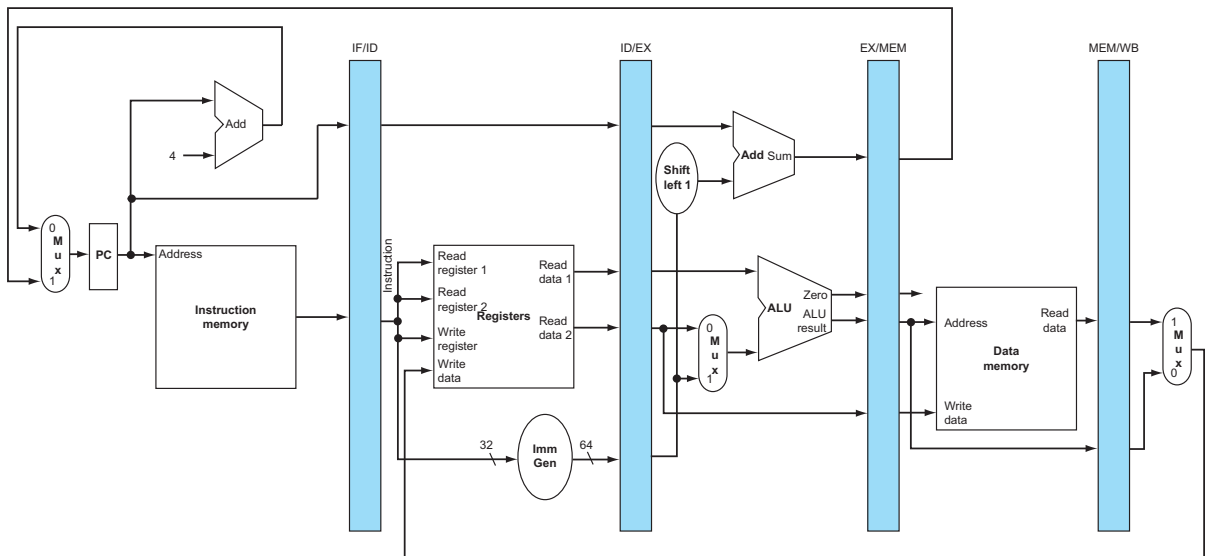 IF/ID
ID/EX
EX/MEM
MEM/WB
Add
4
Add Sum
Shift
left 1
0
M
u
x
1
PC
Address
Instruction
memory
Instruction
Read
register 1
Read
register 2
Write
register
Write
data
Registers
Read
data 1
Read
data 2
0
M
u
x
1
Zero
ALU
ALU
result
Address
Read
data
Data
memory
Write
data
1
M
u
x
0
32
Imm
Gen
64